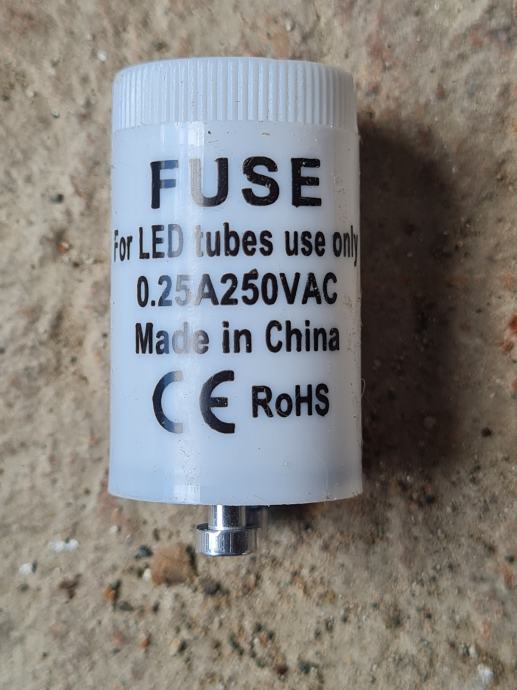 FUSE
For LED tubes use only
0.25A250VAC
Made in China
CE RoHS